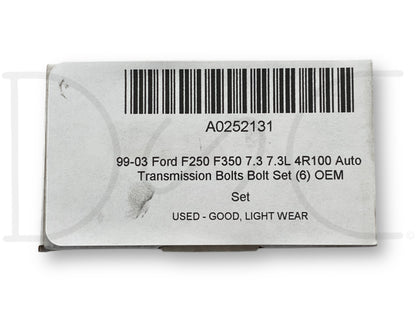 A0252131
99-03 Ford F250 F350 7.3 7.3L 4R100 Auto
Transmission Bolts Bolt Set (6) OEM
Set
USED - GOOD, LIGHT WEAR